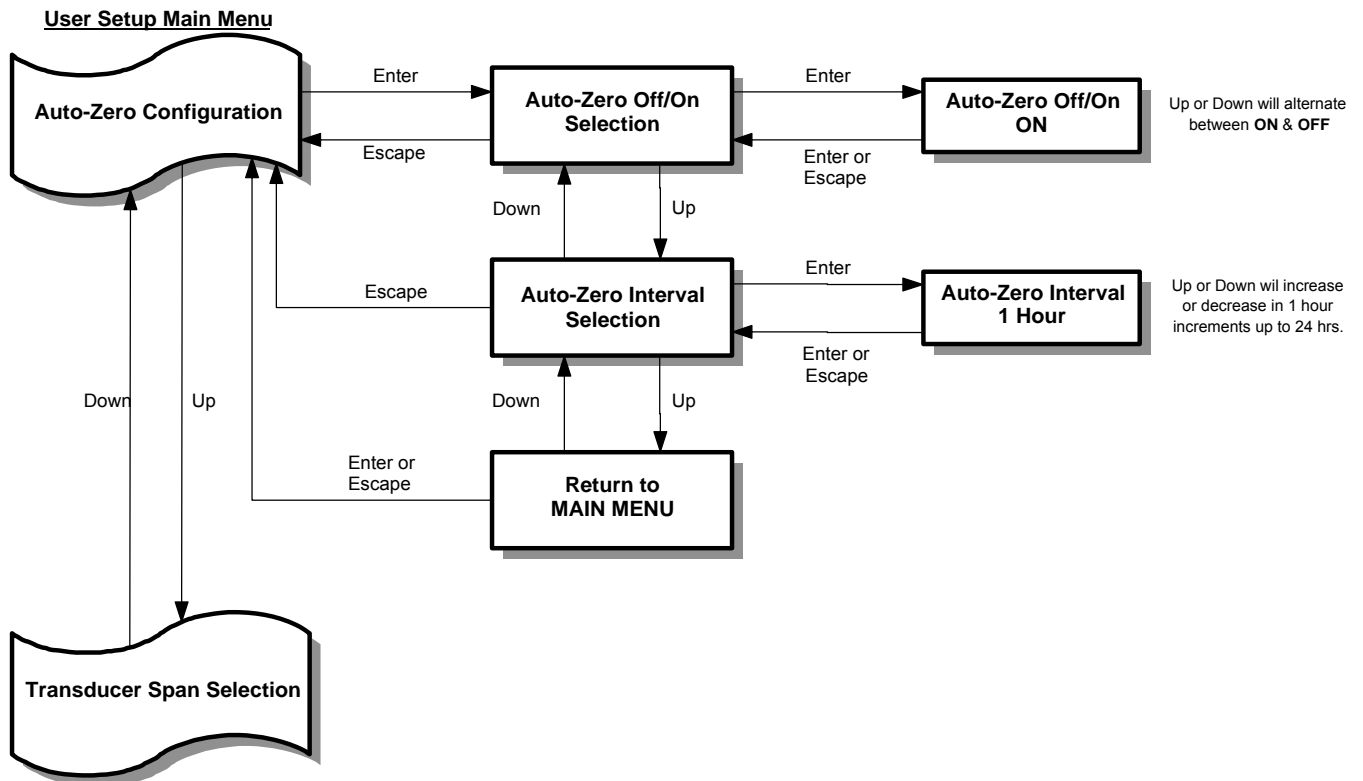 User Setup Main Menu
Auto-Zero Configuration
Enter
Escape
Auto-Zero Off/On
Selection
Enter
Enter or
Escape
Auto-Zero Off/On
ON
Up or Down will alternate
between ON & OFF
Down
Up
Escape
Auto-Zero Interval
Selection
Enter
Enter or
Escape
Auto-Zero Interval
1 Hour
Up or Down will increase
or decrease in 1 hour
increments up to 24 hrs.
Down
Up
Down
Up
Enter or
Escape
Return to
MAIN MENU
Transducer Span Selection